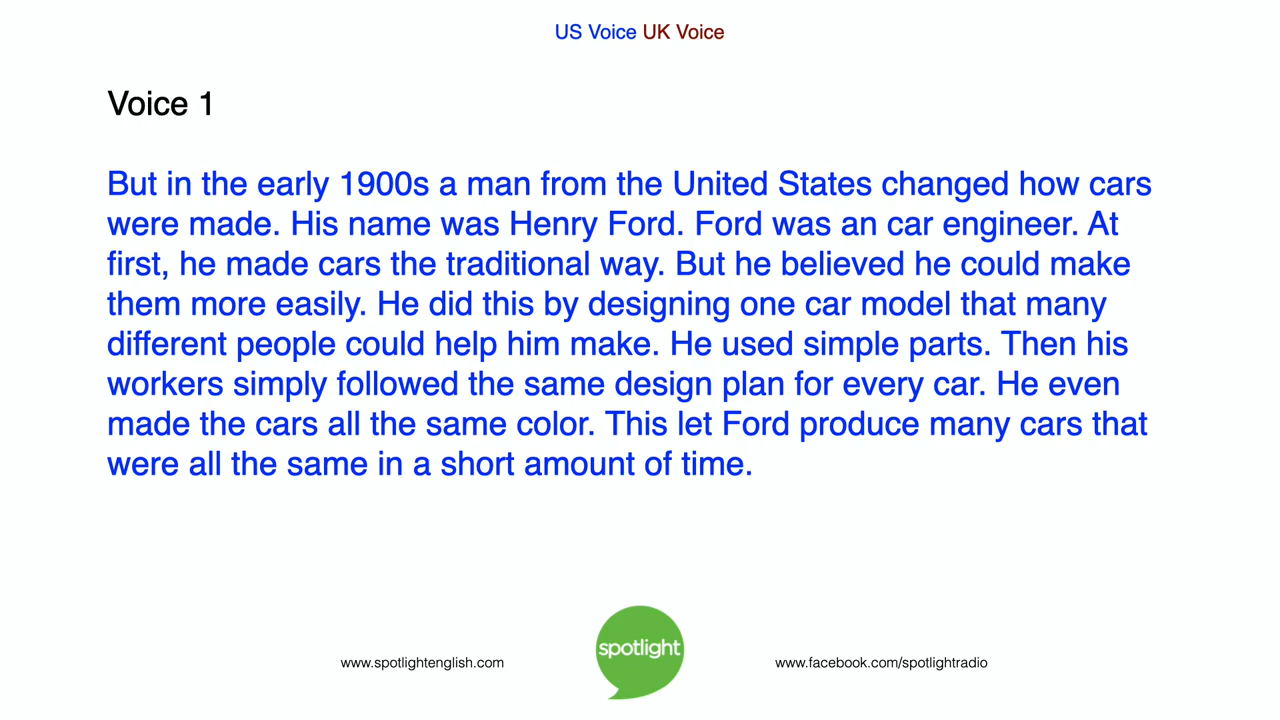 US Voice UK Voice
Voice 1
But in the early 1900s a man from the United States changed how cars
were made. His name was Henry Ford. Ford was an car engineer. At
first, he made cars the traditional way. But he believed he could make
them more easily. He did this by designing one car model that many
different people could help him make. He used simple parts. Then his
workers simply followed the same design plan for every car. He even
made the cars all the same color. This let Ford produce many cars that
were all the same in a short amount of time.
spotlight
www.spotlightenglish.com
www.facebook.com/spotlightradio